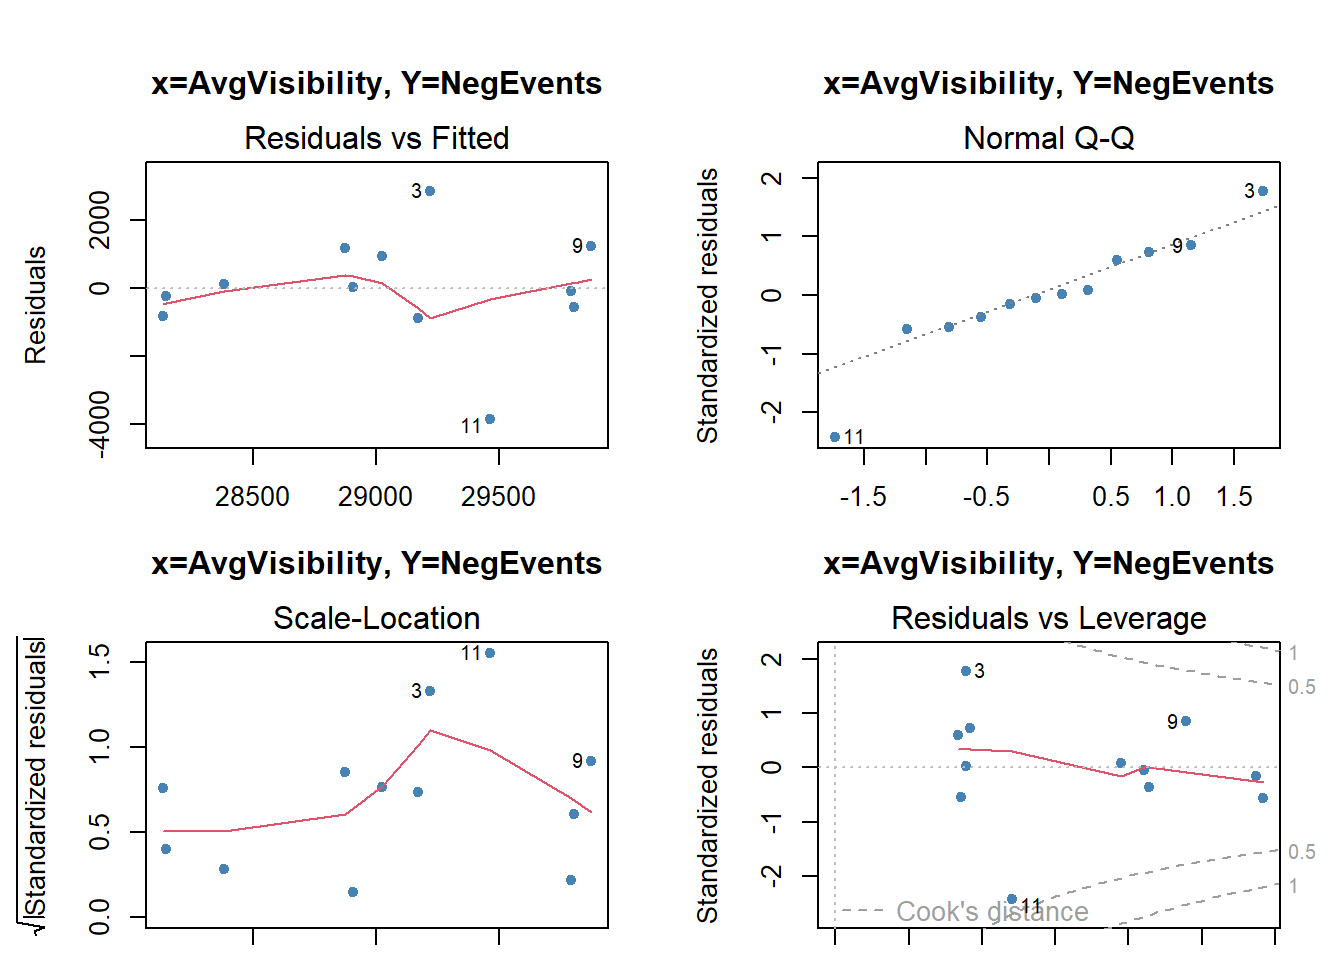 x=AvgVisibility, Y=NegEvents
Residuals vs Fitted
Residuals
2000
0
-4000
3
9
11
28500 29000 29500
x=AvgVisibility, Y=NegEvents
Normal Q-Q
Standardized residuals
2
1
0
-1
-2
3
9
11
-1.5 -0.5 0.5 1.0 1.5
x=AvgVisibility, Y=NegEvents
Scale-Location
√|Standardized residuals|
1.5
1.0
0.5
0.0
11
3
9
x=AvgVisibility, Y=NegEvents
Residuals vs Leverage
Standardized residuals
2
1
0
-1
-2
3
9
11
1
0.5
0.5
1
Cook's distance